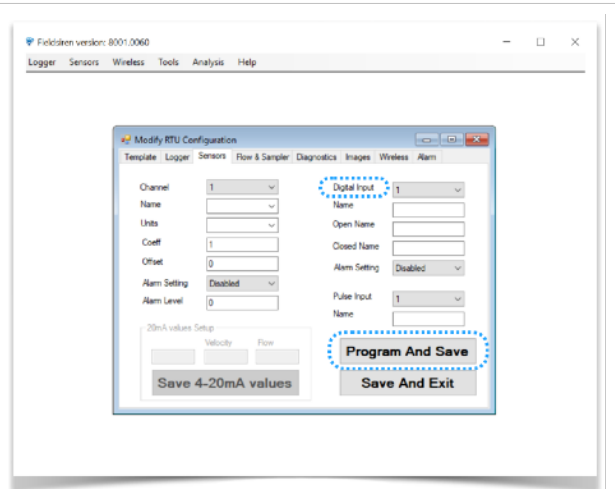 Fieldsiren version: 8001.0060
Logger Sensors Wireless Tools Analysis Help
Modify RTU Configuration
Template Logger Sensors Flow & Sampler Diagnostics Images Wireless Alarm
Channel 1 Digital Input 1
Name Name
Units Open Name
Coeff 1 Closed Name
Offset 0 Alarm Setting Disabled
Alarm Setting Disabled
Alarm Level 0 Pulse Input 1
Name
20mA values Setup
Velocity Flow
Program And Save
Save 4-20mA values Save And Exit